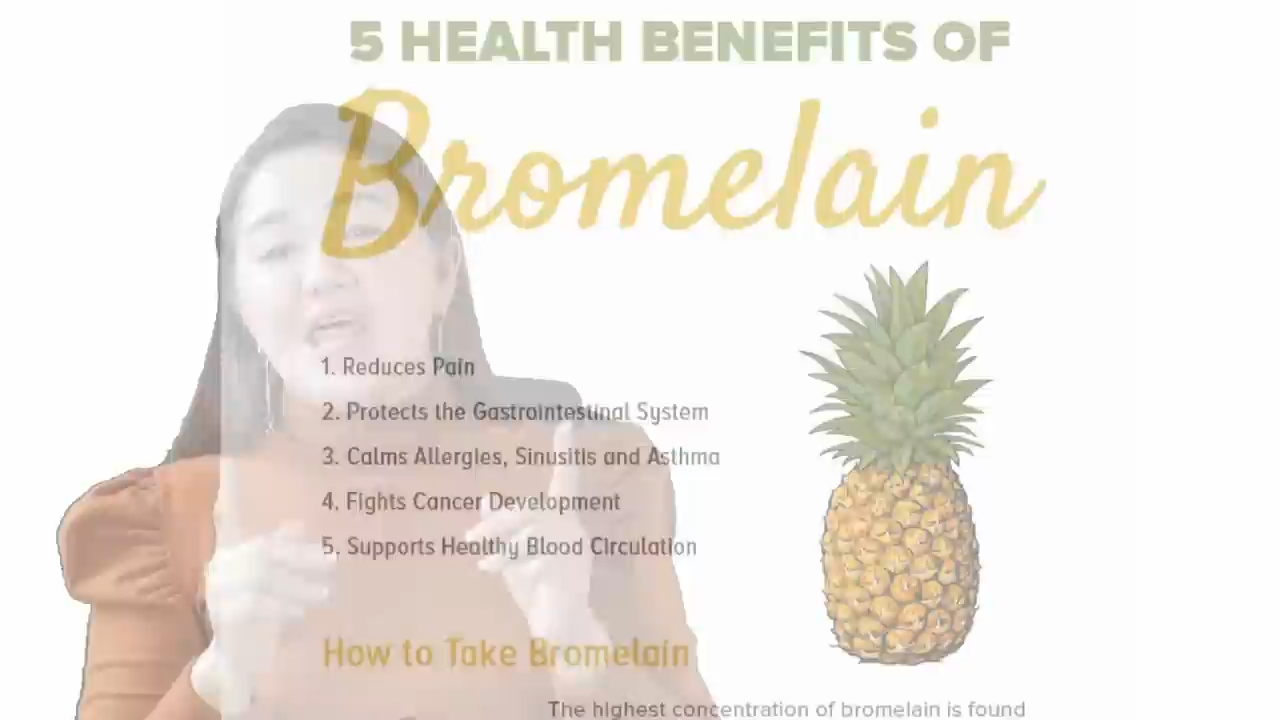 5 HEALTH BENEFITS OF
Bromelain
1. Reduces Pain
2. Protects the Gastrointestinal System
3. Calms Allergies, Sinusitis and Asthma
4. Fights Cancer Development
5. Supports Healthy Blood Circulation
How to Take Bromelain
The highest concentration of bromelain is found